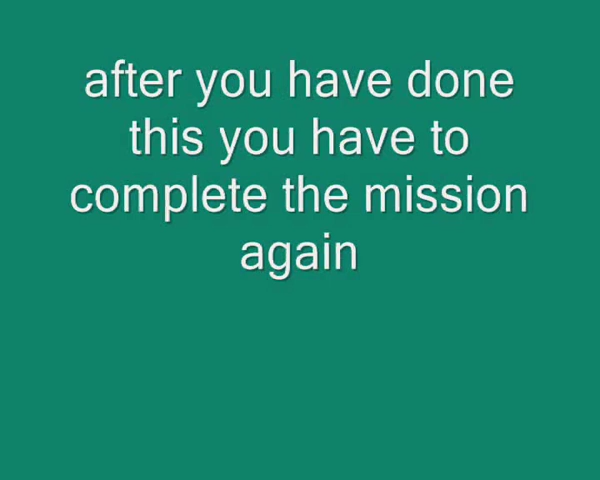 after you have done
this you have to
complete the mission
again